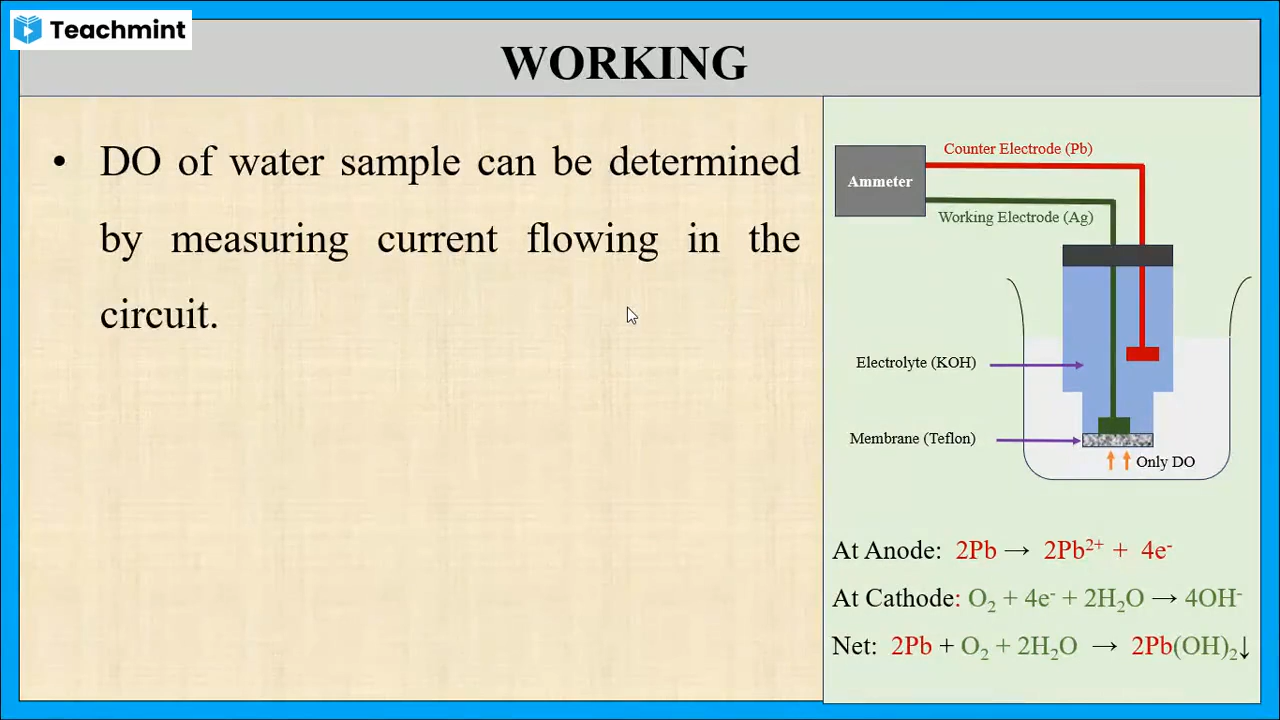 Teachmint
WORKING
• DO of water sample can be determined
by measuring current flowing in the
circuit.
Counter Electrode (Pb)
Ammeter
Working Electrode (Ag)
Electrolyte (KOH)
Membrane (Teflon)
Only DO
At Anode: 2Pb → 2Pb²⁺ + 4e⁻
At Cathode: O₂ + 4e⁻ + 2H₂O → 4OH⁻
Net: 2Pb + O₂ + 2H₂O → 2Pb(OH)₂↓